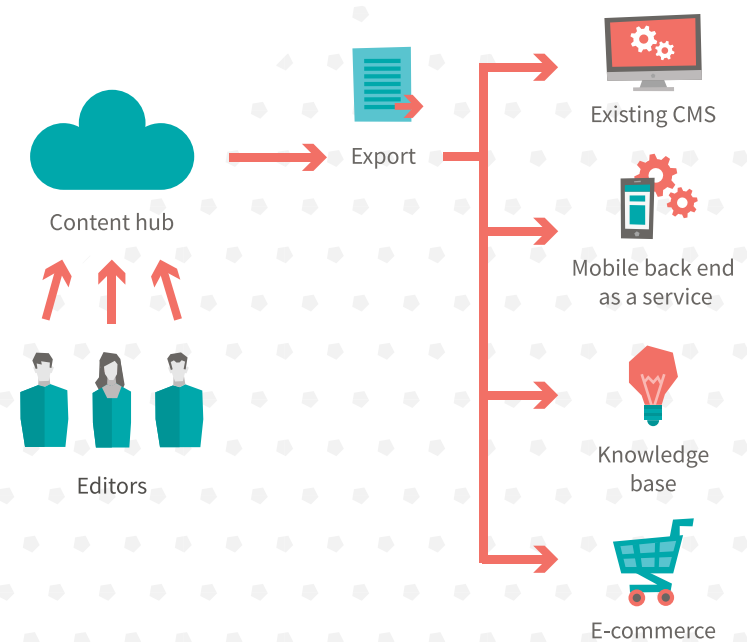 Existing CMS
Export
Content hub
Mobile back end
as a service
Knowledge
base
Editors
E-commerce